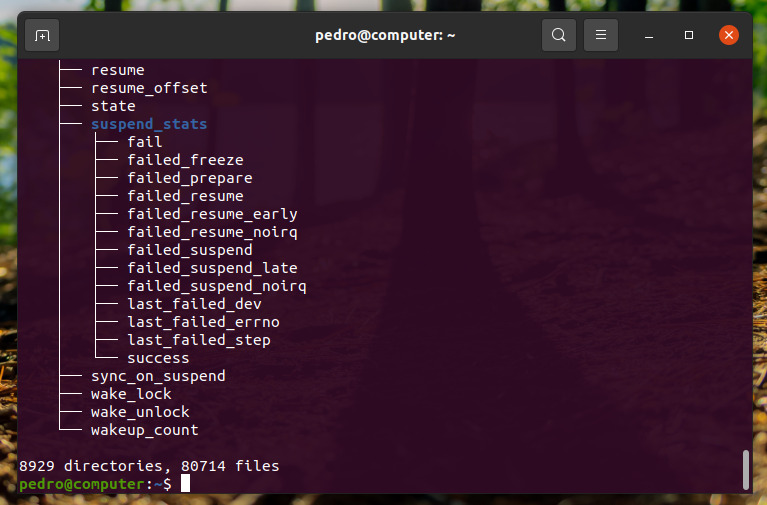 pedro@computer: ~
resume
resume_offset
state
suspend_stats
fail
failed_freeze
failed_prepare
failed_resume
failed_resume_early
failed_resume_noirq
failed_suspend
failed_suspend_late
failed_suspend_noirq
last_failed_dev
last_failed_errno
last_failed_step
success
sync_on_suspend
wake_lock
wake_unlock
wakeup_count
8929 directories, 80714 files
pedro@computer:~$